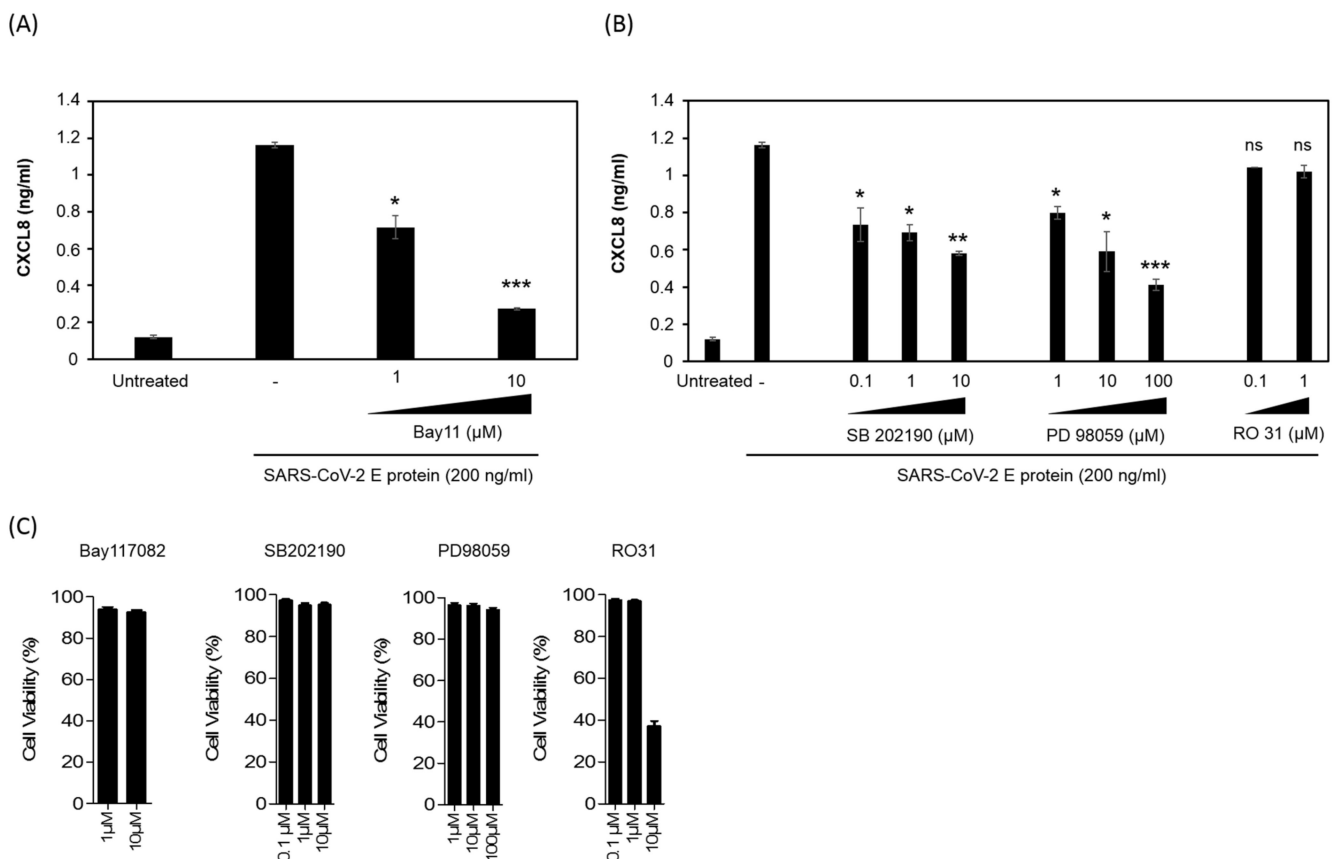 (A)
1.4
1.2
1
0.8
0.6
0.4
0.2
0
CXCL8 (ng/ml)
*
***
Untreated
-
1
10
Bay11 (µM)
SARS-CoV-2 E protein (200 ng/ml)
(B)
1.4
1.2
1
0.8
0.6
0.4
0.2
0
CXCL8 (ng/ml)
*
*
**
*
*
***
ns
ns
Untreated
-
0.1
1
10
1
10
100
0.1
1
SB 202190 (µM)
PD 98059 (µM)
RO 31 (µM)
SARS-CoV-2 E protein (200 ng/ml)
(C)
Bay117082
100
80
60
40
20
0
Cell Viability (%)
1µM
10µM
SB202190
100
80
60
40
20
0
Cell Viability (%)
0.1 µM
1µM
10µM
PD98059
100
80
60
40
20
0
Cell Viability (%)
1µM
10µM
100µM
RO31
100
80
60
40
20
0
Cell Viability (%)
0.1 µM
1µM
10µM